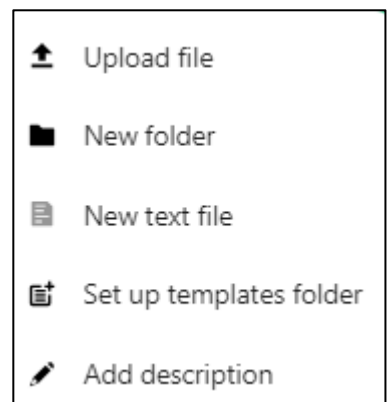 Upload file
New folder
New text file
Set up templates folder
Add description